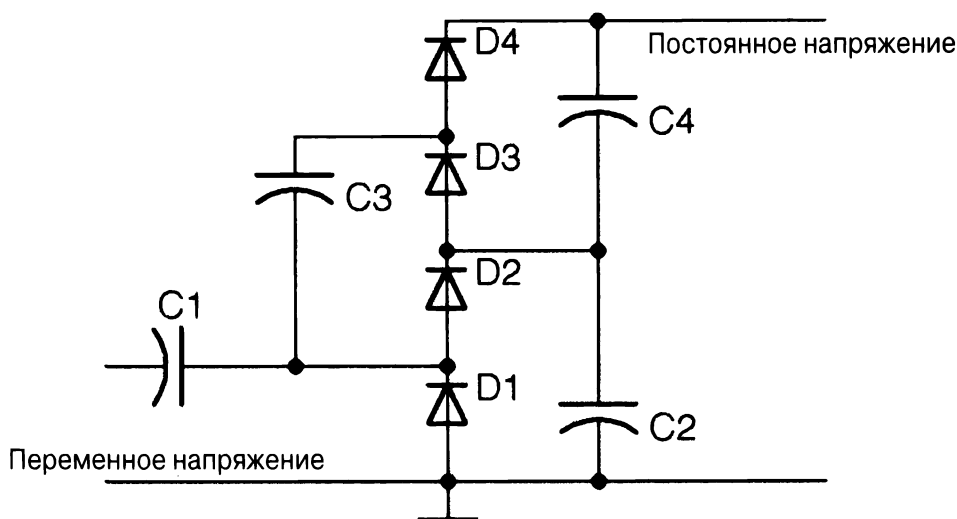 D4
Постоянное напряжение
C4
D3
C3
D2
C1
D1
C2
Переменное напряжение